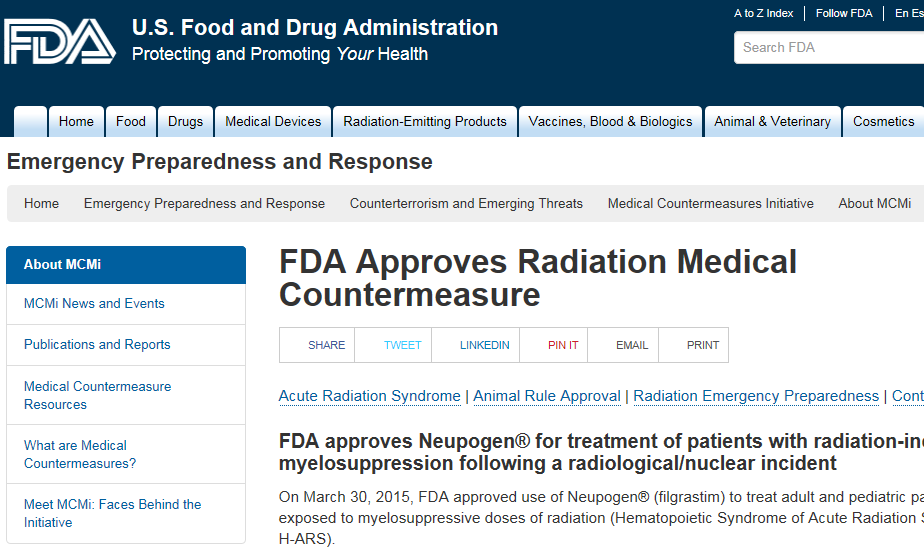 FDA
U.S. Food and Drug Administration
Protecting and Promoting Your Health
A to Z Index
Follow FDA
En Es
Search FDA
Home
Food
Drugs
Medical Devices
Radiation-Emitting Products
Vaccines, Blood & Biologics
Animal & Veterinary
Cosmetics
Emergency Preparedness and Response
Home
Emergency Preparedness and Response
Counterterrorism and Emerging Threats
Medical Countermeasures Initiative
About MCMi
About MCMi
MCMi News and Events
Publications and Reports
Medical Countermeasure
Resources
What are Medical
Countermeasures?
Meet MCMi: Faces Behind the
Initiative
FDA Approves Radiation Medical
Countermeasure
SHARE
TWEET
LINKEDIN
PIN IT
EMAIL
PRINT
Acute Radiation Syndrome | Animal Rule Approval | Radiation Emergency Preparedness | Cont
FDA approves Neupogen® for treatment of patients with radiation-in
myelosuppression following a radiological/nuclear incident
On March 30, 2015, FDA approved use of Neupogen® (filgrastim) to treat adult and pediatric pa
exposed to myelosuppressive doses of radiation (Hematopoietic Syndrome of Acute Radiation
H-ARS).